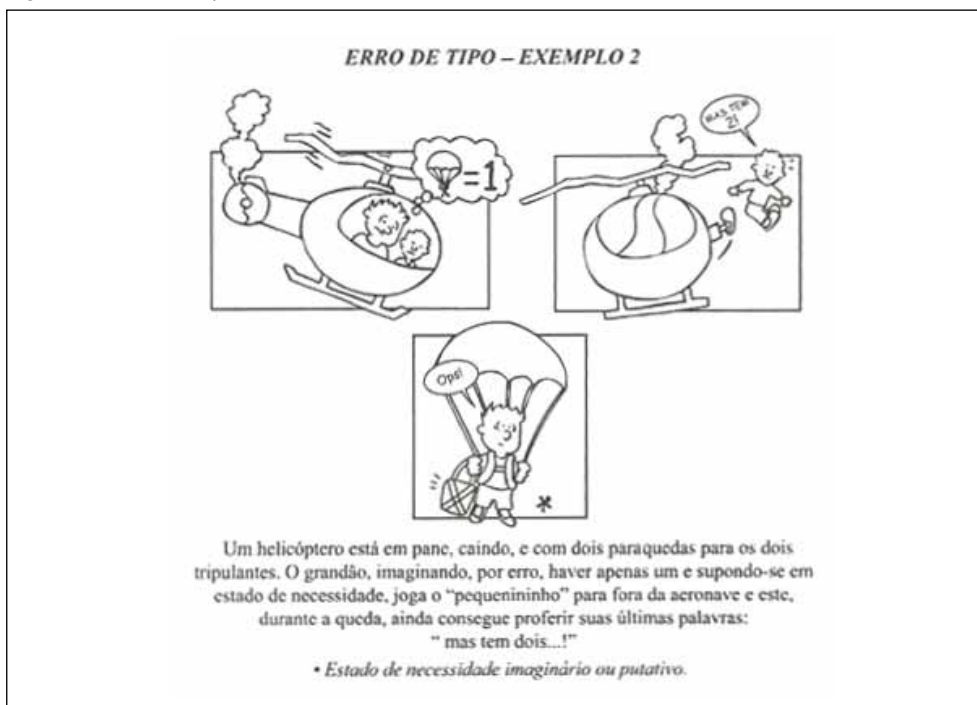 ERRO DE TIPO – EXEMPLO 2
=1
MAS TEM
2!
Ops!
Um helicóptero está em pane, caindo, e com dois paraquedas para os dois
tripulantes. O grandão, imaginando, por erro, haver apenas um e supondo-se em
estado de necessidade, joga o “pequenininho” para fora da aeronave e este,
durante a queda, ainda consegue proferir suas últimas palavras:
“ mas tem dois...!”
• Estado de necessidade imaginário ou putativo.